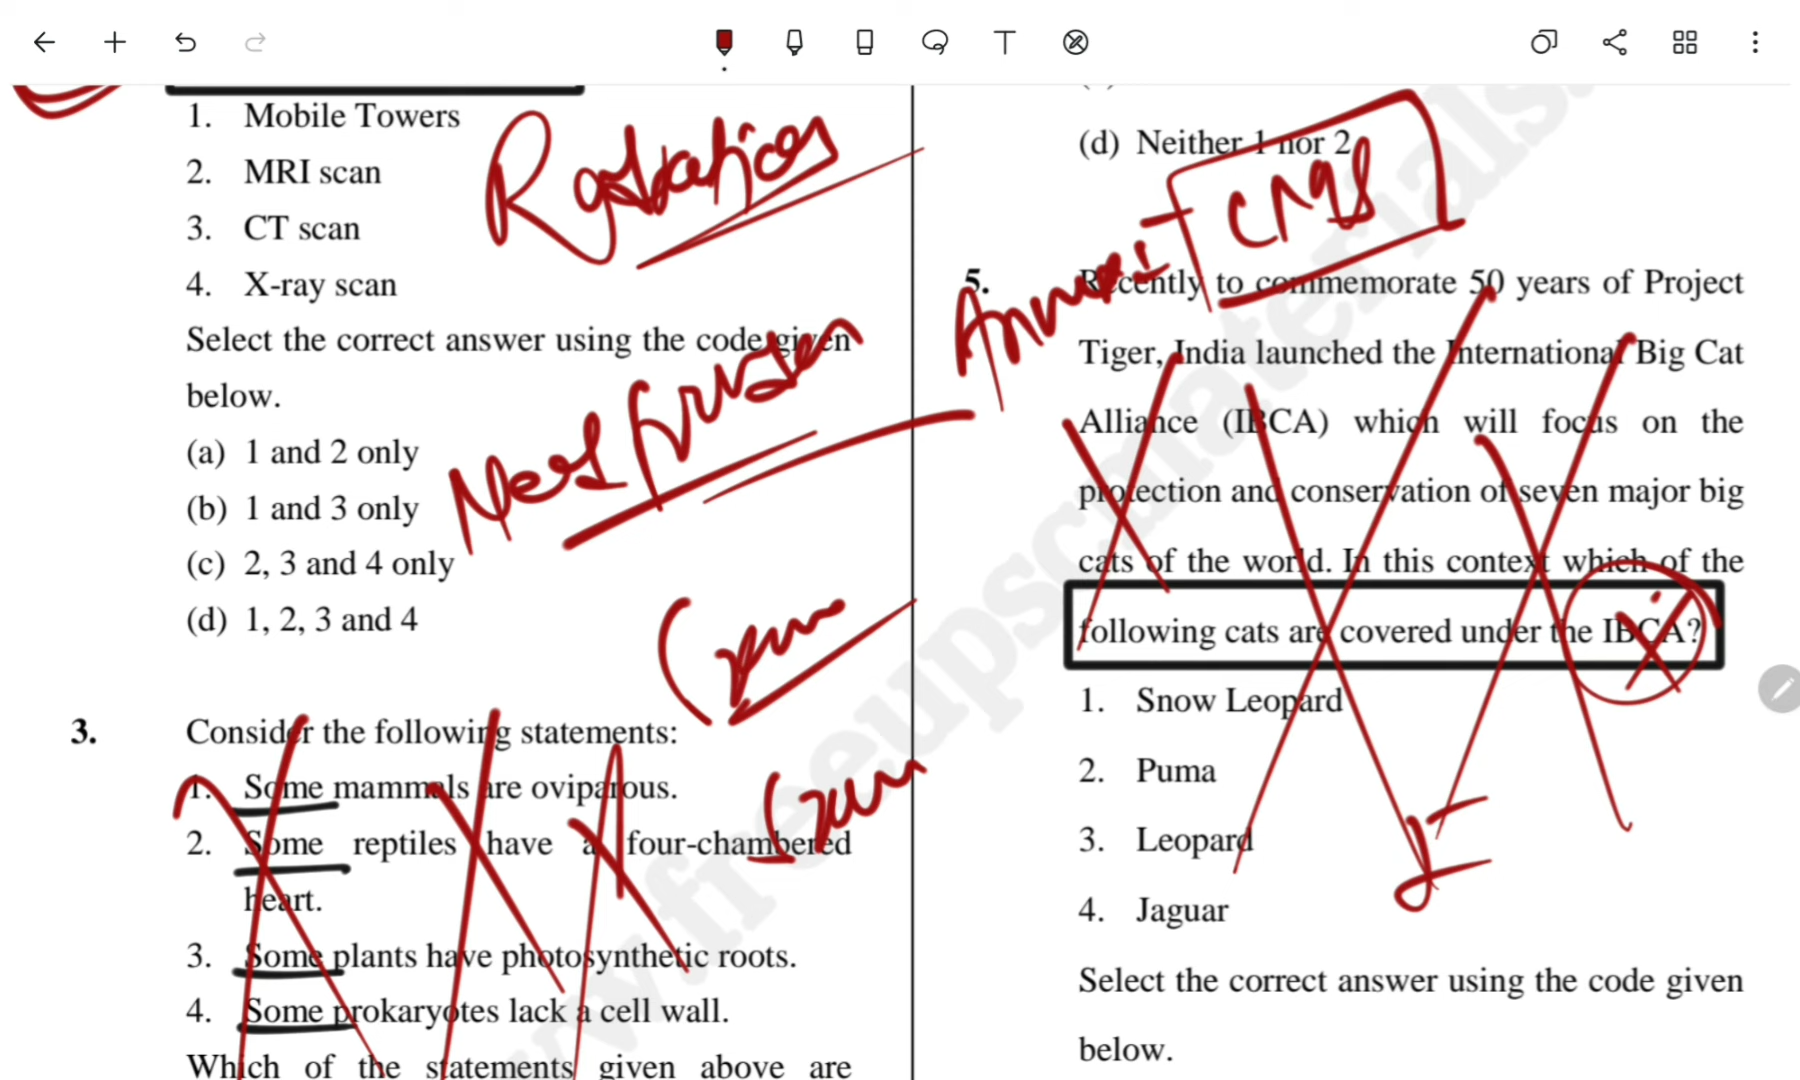 1. Mobile Towers
2. MRI scan
3. CT scan
4. X-ray scan
Select the correct answer using the code given
below.
(a) 1 and 2 only
(b) 1 and 3 only
(c) 2, 3 and 4 only
(d) 1, 2, 3 and 4
3. Consider the following statements:
1. Some mammals are oviparous.
2. Some reptiles have a four-chambered
heart.
3. Some plants have photosynthetic roots.
4. Some prokaryotes lack a cell wall.
Which of the statements given above are
(d) Neither 1 nor 2
5. Recently to commemorate 50 years of Project
Tiger, India launched the International Big Cat
Alliance (IBCA) which will focus on the
protection and conservation of seven major big
cats of the world. In this context which of the
following cats are covered under the IBCA?
1. Snow Leopard
2. Puma
3. Leopard
4. Jaguar
Select the correct answer using the code given
below.
www.freeupscmaterials.